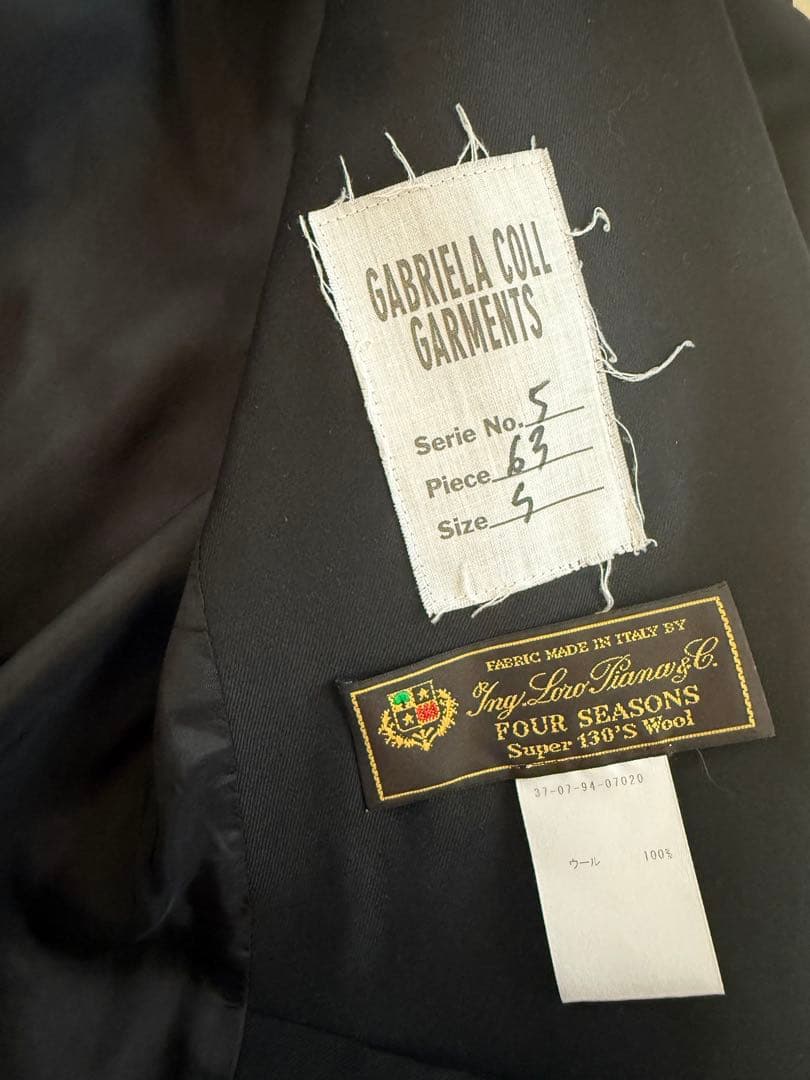 GABRIELA COLL
GARMENTS
Serie No. 5
Piece 63
Size S
FABRIC MADE IN ITALY BY
Ing. Loro Piana & C.
FOUR SEASONS
Super 130'S Wool
37-07-94-07020
ウール 100%